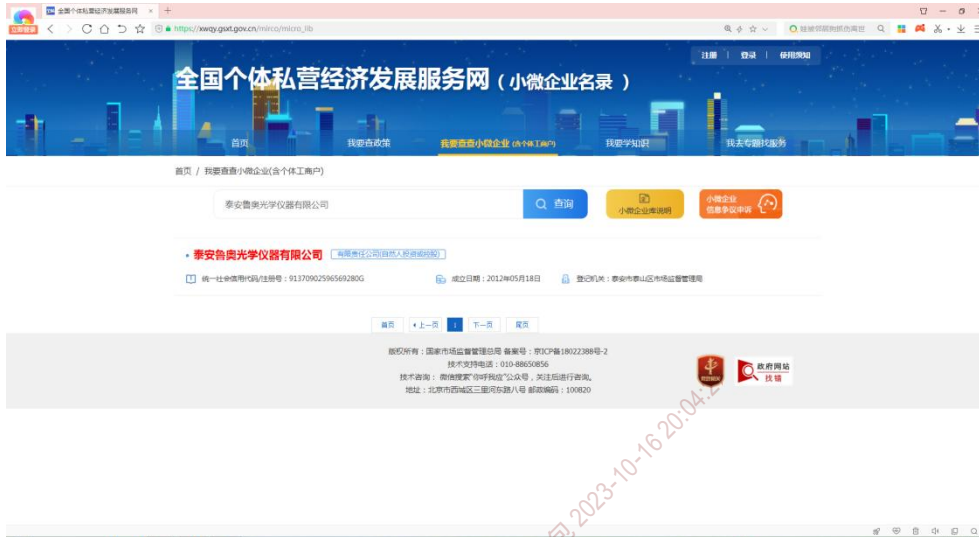 立即登录
全国个体私营经济发展服务网
https://xwqy.gsxt.gov.cn/mirco/micro_lib
注册 | 登录 | 使用须知
全国个体私营经济发展服务网(小微企业名录)
首页 我要查政策 我要查查小微企业(含个体工商户) 我要学知识 我去专题找服务
首页 / 我要查查小微企业(含个体工商户)
泰安鲁奥光学仪器有限公司 查询 小微企业库说明 小微企业
信息争议申诉
泰安鲁奥光学仪器有限公司 有限责任公司(自然人投资或控股)
统一社会信用代码/注册号:91370902596569280G 成立日期:2012年05月18日 登记机关:泰安市泰山区市场监督管理局
首页 上一页 1 下一页 尾页
版权所有:国家市场监督管理总局 备案号:京ICP备18022388号-2
技术支持电话:010-88650856
技术咨询: 微信搜索“你呼我应”公众号,关注后进行咨询。
地址:北京市西城区三里河东路八号 邮政编码:100820
政府网站
找错
2023-10-16 20:04: